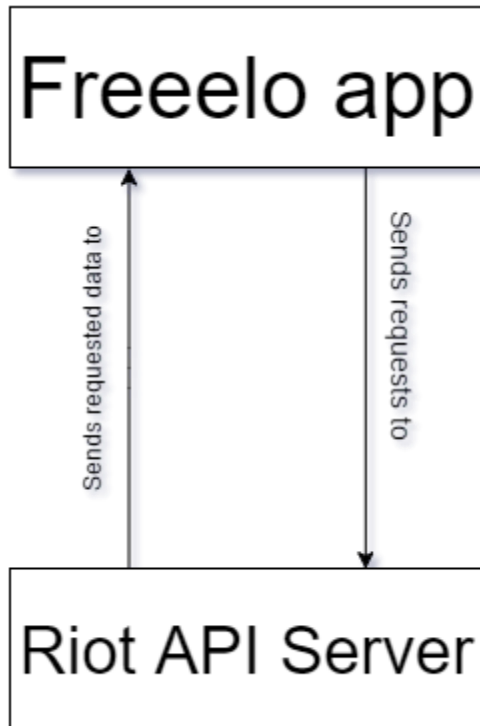 Freeelo app
Sends requested data to
Sends requests to
Riot API Server